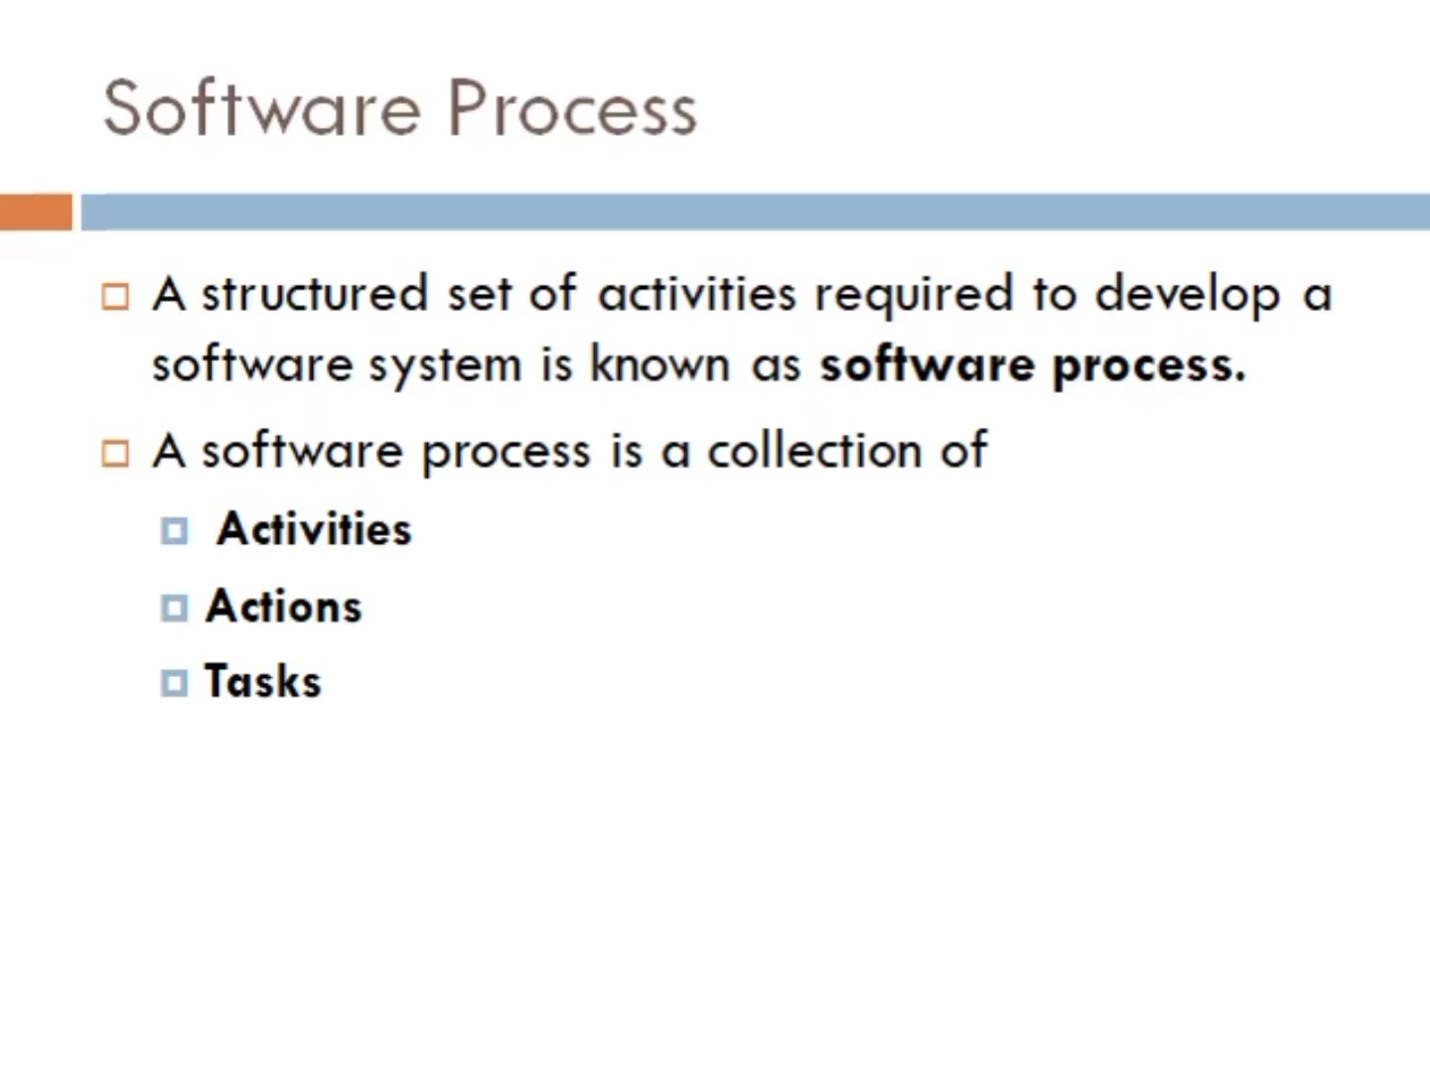 Software Process
A structured set of activities required to develop a
software system is known as software process.
A software process is a collection of
Activities
Actions
Tasks